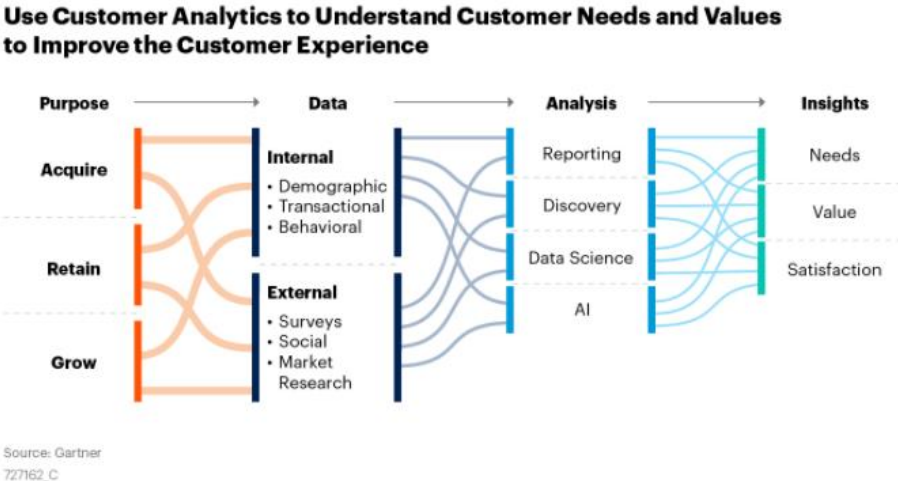 Use Customer Analytics to Understand Customer Needs and Values
to Improve the Customer Experience
Purpose
Data
Analysis
Insights
Acquire
Retain
Grow
Internal
• Demographic
• Transactional
• Behavioral
External
• Surveys
• Social
• Market
Research
Reporting
Discovery
Data Science
AI
Needs
Value
Satisfaction
Source: Gartner
727162_C